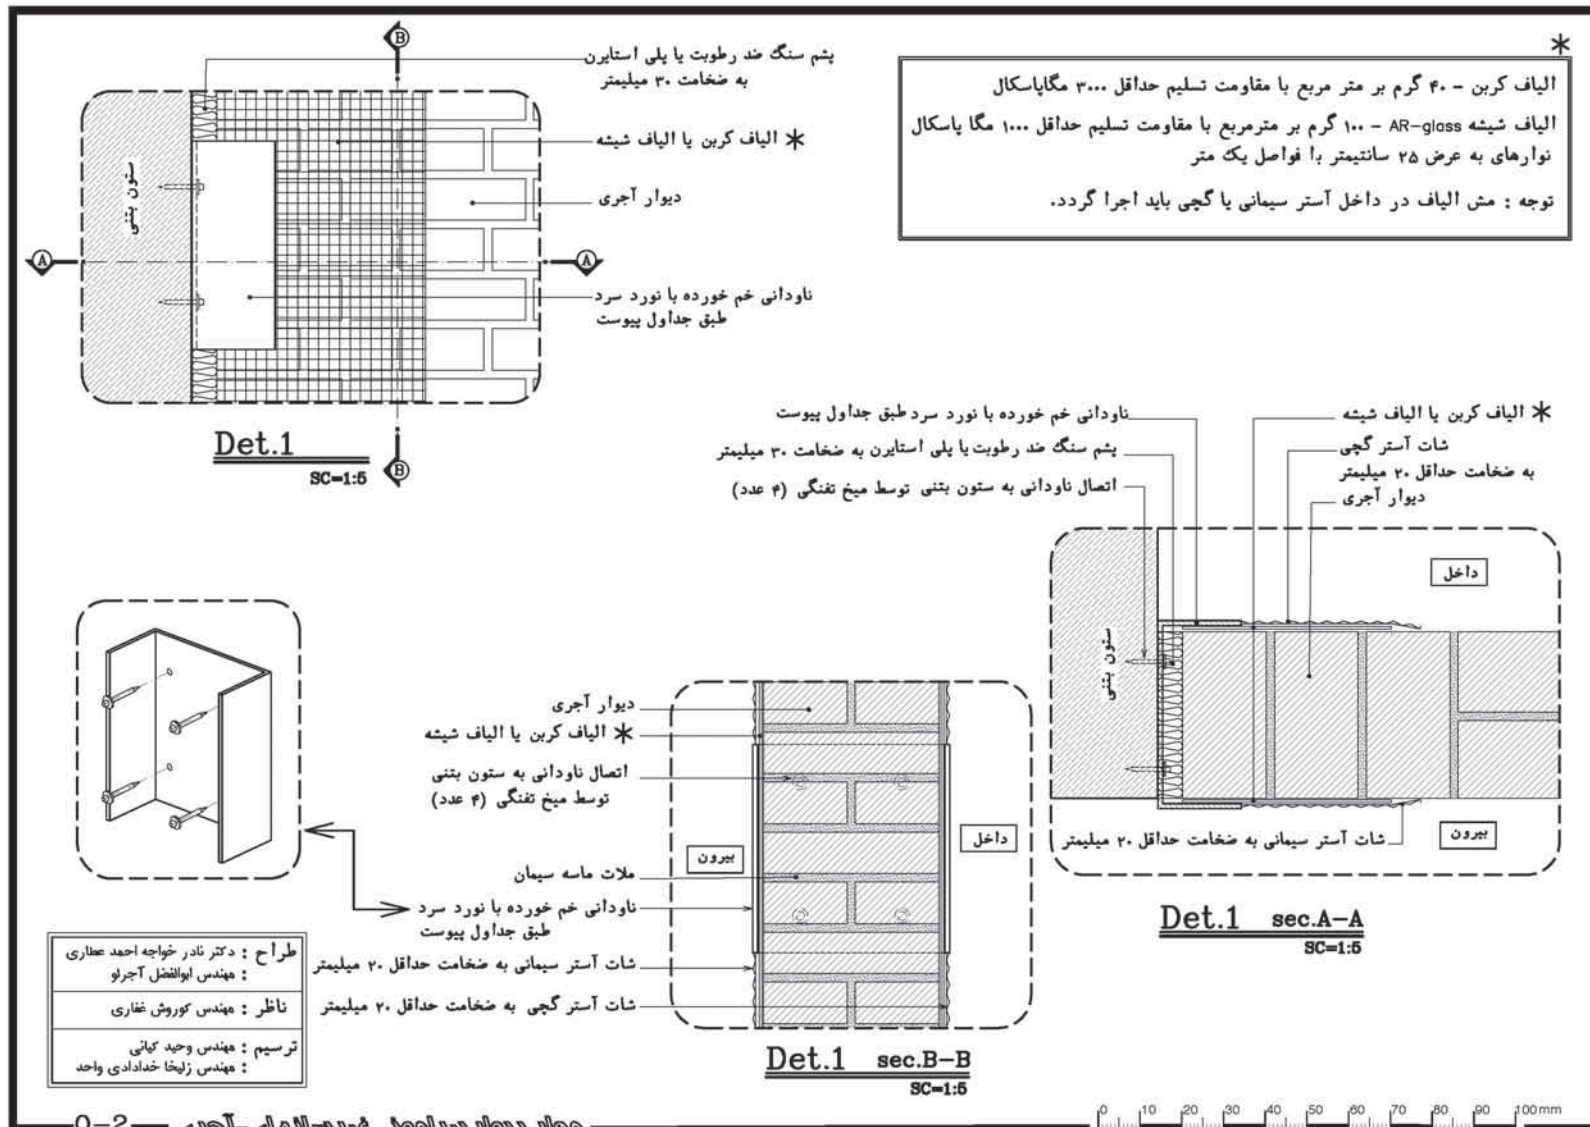 B
پشم سنگ ضد رطوبت یا پلی استایرن
به ضخامت ۳۰ میلیمتر
* الیاف کربن یا الیاف شیشه
دیوار آجری
ستون بتنی
A
A
ناودانی خم خورده با نورد سرد
طبق جداول پیوست
Det.1
SC=1:5
B
*
الیاف کربن - ۴۰ گرم بر متر مربع با مقاومت تسلیم حداقل ۳۰۰۰ مگاپاسکال
الیاف شیشه AR-glass - ۱۰۰ گرم بر مترمربع با مقاومت تسلیم حداقل ۱۰۰۰ مگا پاسکال
نوارهای به عرض ۲۵ سانتیمتر با فواصل یک متر
توجه : مش الیاف در داخل آستر سیمانی یا گچی باید اجرا گردد.
ناودانی خم خورده با نورد سرد طبق جداول پیوست
پشم سنگ ضد رطوبت یا پلی استایرن به ضخامت ۳۰ میلیمتر
اتصال ناودانی به ستون بتنی توسط میخ تفنگی (۴ عدد)
* الیاف کربن یا الیاف شیشه
شات آستر گچی
به ضخامت حداقل ۲۰ میلیمتر
دیوار آجری
داخل
ستون بتنی
بیرون
شات آستر سیمانی به ضخامت حداقل ۲۰ میلیمتر
Det.1 sec.A-A
SC=1:5
دیوار آجری
* الیاف کربن یا الیاف شیشه
اتصال ناودانی به ستون بتنی
توسط میخ تفنگی (۴ عدد)
ملات ماسه سیمان
ناودانی خم خورده با نورد سرد
طبق جداول پیوست
شات آستر سیمانی به ضخامت حداقل ۲۰ میلیمتر
شات آستر گچی به ضخامت حداقل ۲۰ میلیمتر
بیرون
داخل
Det.1 sec.B-B
SC=1:5
طراح : دکتر نادر خواجه احمد عطاری
: مهندس ابوالفضل آجرلو
ناظر : مهندس کوروش غفاری
ترسیم : مهندس وحید کیانی
: مهندس زلیخا خدادادی واحد
0-2
0 10 20 30 40 50 60 70 80 90 100mm